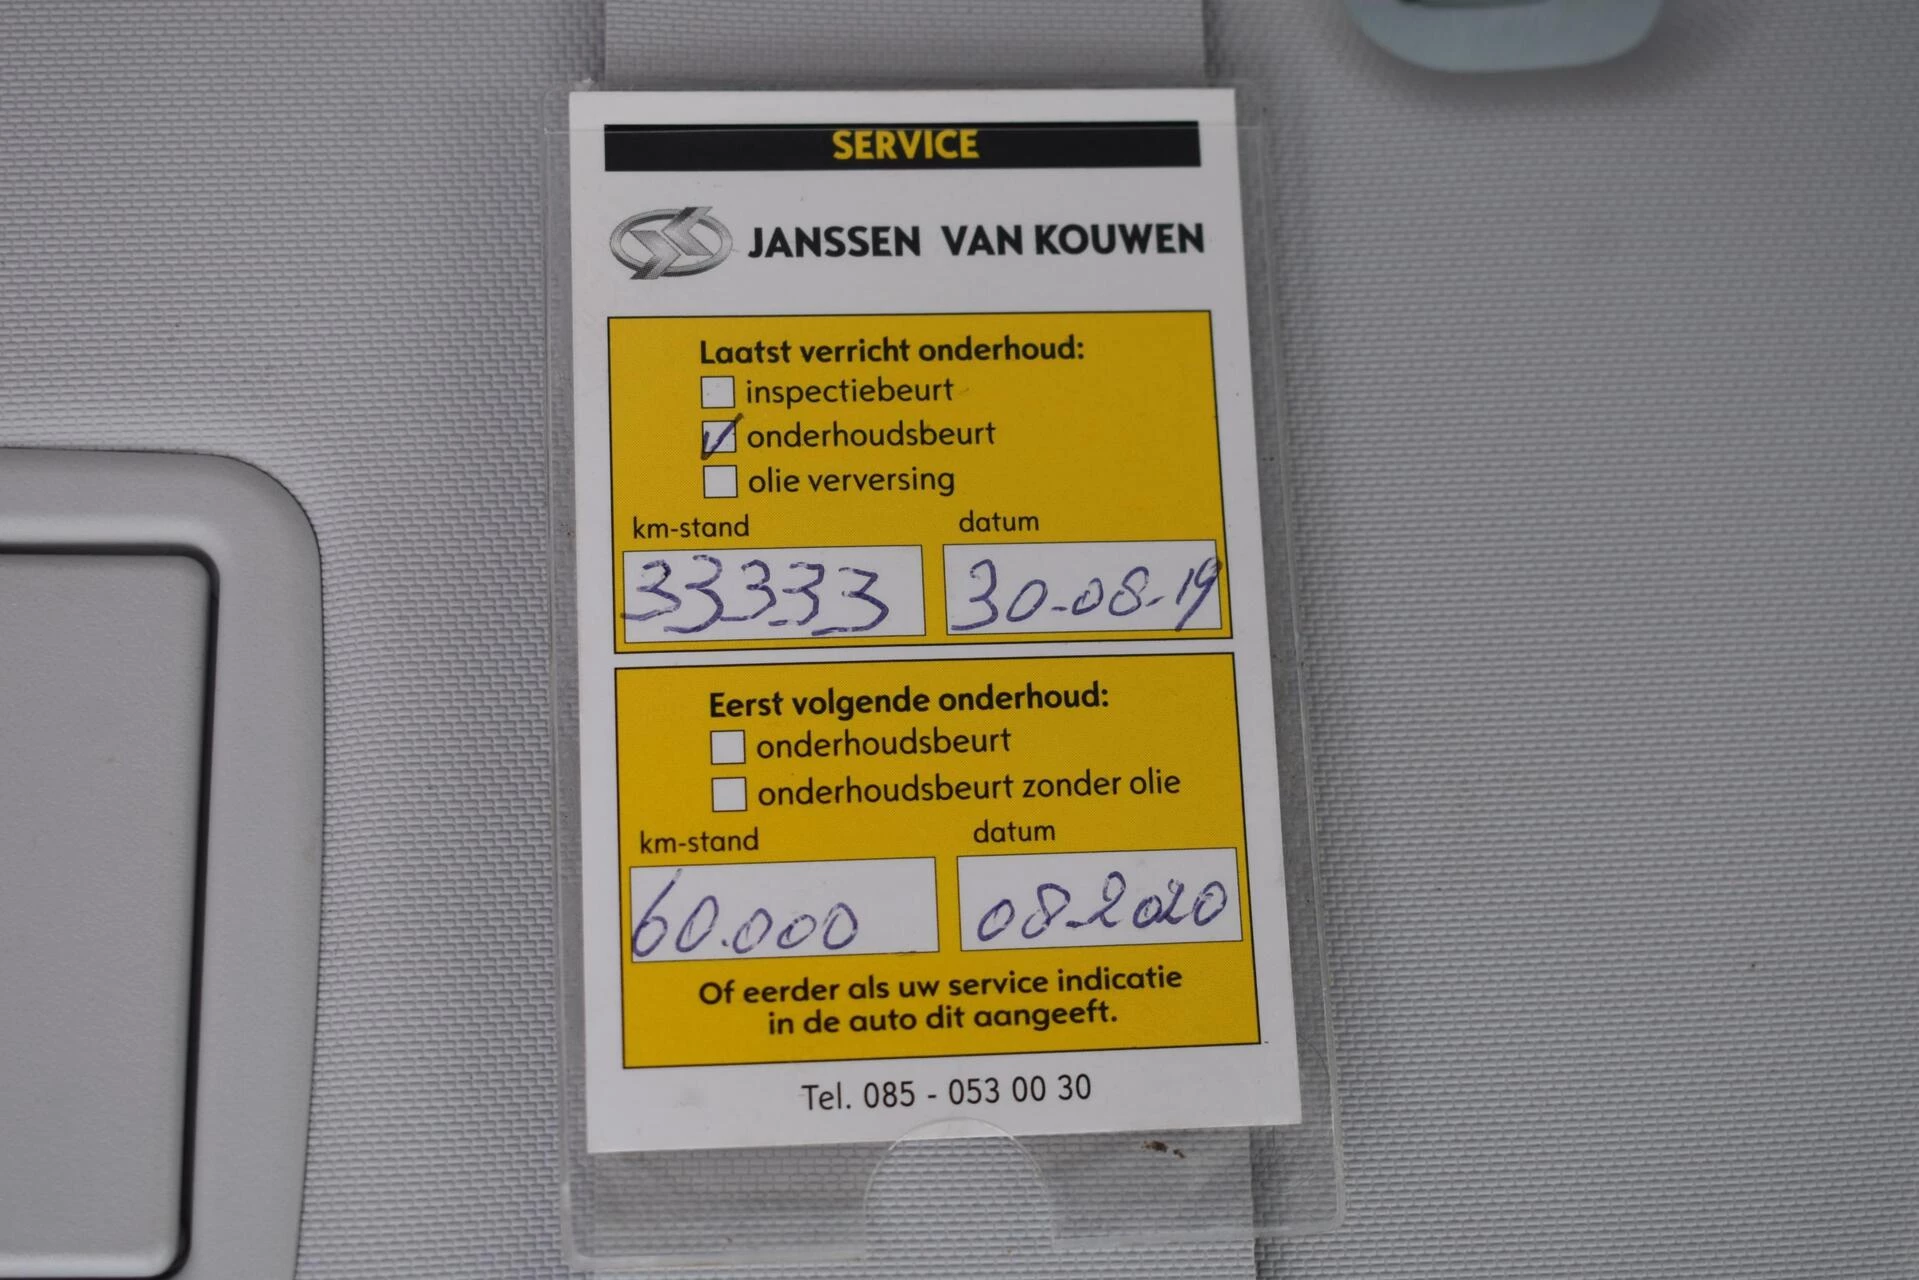 SERVICE
JANSSEN VAN KOUWEN
Laatst verricht onderhoud:
inspectiebeurt
onderhoudsbeurt
olie verversing
km-stand datum
33333 30-08-19
Eerst volgende onderhoud:
onderhoudsbeurt
onderhoudsbeurt zonder olie
km-stand datum
60.000 08-2020
Of eerder als uw service indicatie
in de auto dit aangeeft.
Tel. 085 - 053 00 30